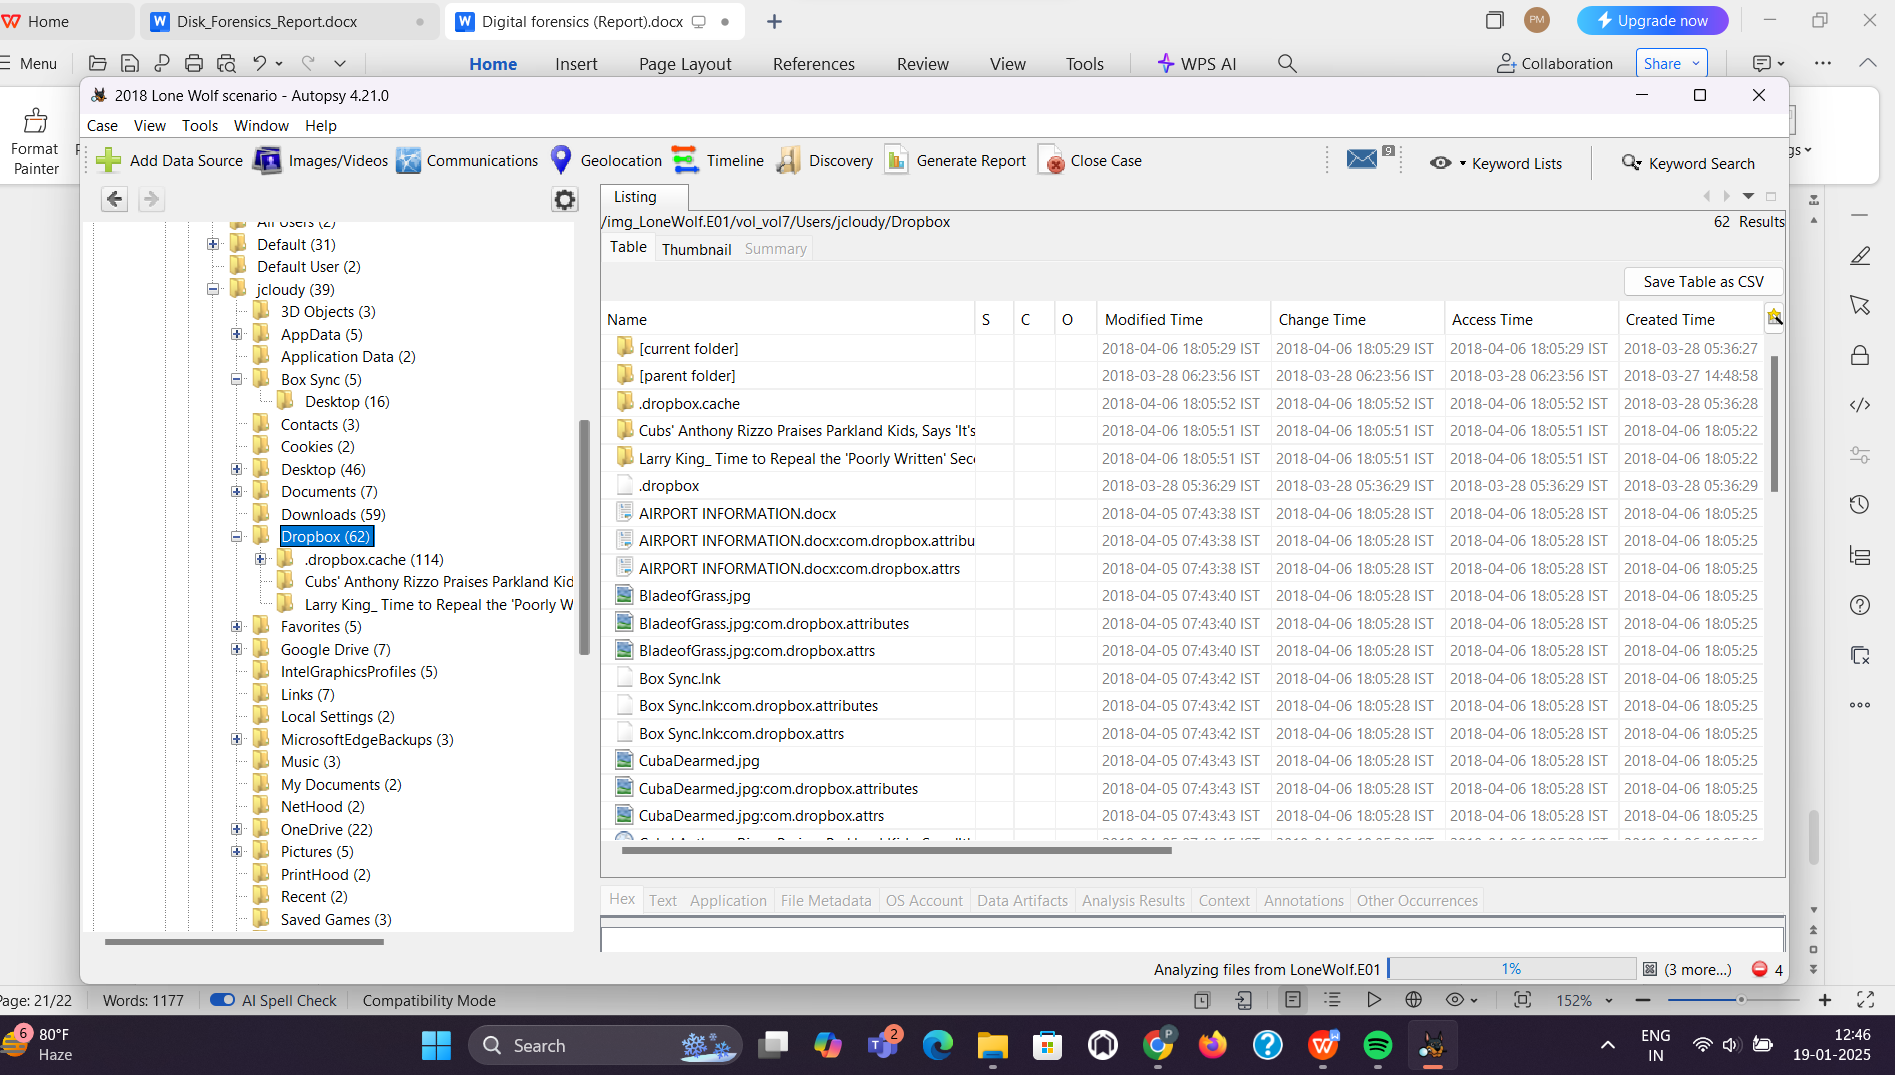 Home
Disk_Forensics_Report.docx
Digital forensics (Report).docx
PM
Upgrade now
Menu
Home Insert Page Layout References Review View Tools WPS AI
Collaboration
Share
Format
Painter
2018 Lone Wolf scenario - Autopsy 4.21.0
Case View Tools Window Help
Add Data Source Images/Videos Communications Geolocation Timeline Discovery Generate Report Close Case
9
Keyword Lists
Keyword Search
All Users (2)
Default (31)
Default User (2)
jcloudy (39)
3D Objects (3)
AppData (5)
Application Data (2)
Box Sync (5)
Desktop (16)
Contacts (3)
Cookies (2)
Desktop (46)
Documents (7)
Downloads (59)
Dropbox (62)
.dropbox.cache (114)
Cubs' Anthony Rizzo Praises Parkland Kid
Larry King_ Time to Repeal the 'Poorly W
Favorites (5)
Google Drive (7)
IntelGraphicsProfiles (5)
Links (7)
Local Settings (2)
MicrosoftEdgeBackups (3)
Music (3)
My Documents (2)
NetHood (2)
OneDrive (22)
Pictures (5)
PrintHood (2)
Recent (2)
Saved Games (3)
Listing
/img_LoneWolf.E01/vol_vol7/Users/jcloudy/Dropbox
62 Results
Table Thumbnail Summary
Save Table as CSV
Name S C O Modified Time Change Time Access Time Created Time
[current folder] 2018-04-06 18:05:29 IST 2018-04-06 18:05:29 IST 2018-04-06 18:05:29 IST 2018-03-28 05:36:27
[parent folder] 2018-03-28 06:23:56 IST 2018-03-28 06:23:56 IST 2018-03-28 06:23:56 IST 2018-03-27 14:48:58
.dropbox.cache 2018-04-06 18:05:52 IST 2018-04-06 18:05:52 IST 2018-04-06 18:05:52 IST 2018-03-28 05:36:28
Cubs' Anthony Rizzo Praises Parkland Kids, Says 'It's 2018-04-06 18:05:51 IST 2018-04-06 18:05:51 IST 2018-04-06 18:05:51 IST 2018-04-06 18:05:22
Larry King_ Time to Repeal the 'Poorly Written' Sec 2018-04-06 18:05:51 IST 2018-04-06 18:05:51 IST 2018-04-06 18:05:51 IST 2018-04-06 18:05:22
.dropbox 2018-03-28 05:36:29 IST 2018-03-28 05:36:29 IST 2018-03-28 05:36:29 IST 2018-03-28 05:36:29
AIRPORT INFORMATION.docx 2018-04-05 07:43:38 IST 2018-04-06 18:05:28 IST 2018-04-06 18:05:28 IST 2018-04-06 18:05:25
AIRPORT INFORMATION.docx:com.dropbox.attribu 2018-04-05 07:43:38 IST 2018-04-06 18:05:28 IST 2018-04-06 18:05:28 IST 2018-04-06 18:05:25
AIRPORT INFORMATION.docx:com.dropbox.attrs 2018-04-05 07:43:38 IST 2018-04-06 18:05:28 IST 2018-04-06 18:05:28 IST 2018-04-06 18:05:25
BladeofGrass.jpg 2018-04-05 07:43:40 IST 2018-04-06 18:05:28 IST 2018-04-06 18:05:28 IST 2018-04-06 18:05:25
BladeofGrass.jpg:com.dropbox.attributes 2018-04-05 07:43:40 IST 2018-04-06 18:05:28 IST 2018-04-06 18:05:28 IST 2018-04-06 18:05:25
BladeofGrass.jpg:com.dropbox.attrs 2018-04-05 07:43:40 IST 2018-04-06 18:05:28 IST 2018-04-06 18:05:28 IST 2018-04-06 18:05:25
Box Sync.lnk 2018-04-05 07:43:42 IST 2018-04-06 18:05:28 IST 2018-04-06 18:05:28 IST 2018-04-06 18:05:25
Box Sync.lnk:com.dropbox.attributes 2018-04-05 07:43:42 IST 2018-04-06 18:05:28 IST 2018-04-06 18:05:28 IST 2018-04-06 18:05:25
Box Sync.lnk:com.dropbox.attrs 2018-04-05 07:43:42 IST 2018-04-06 18:05:28 IST 2018-04-06 18:05:28 IST 2018-04-06 18:05:25
CubaDearmed.jpg 2018-04-05 07:43:43 IST 2018-04-06 18:05:28 IST 2018-04-06 18:05:28 IST 2018-04-06 18:05:25
CubaDearmed.jpg:com.dropbox.attributes 2018-04-05 07:43:43 IST 2018-04-06 18:05:28 IST 2018-04-06 18:05:28 IST 2018-04-06 18:05:25
CubaDearmed.jpg:com.dropbox.attrs 2018-04-05 07:43:43 IST 2018-04-06 18:05:28 IST 2018-04-06 18:05:28 IST 2018-04-06 18:05:25
Hex Text Application File Metadata OS Account Data Artifacts Analysis Results Context Annotations Other Occurrences
Analyzing files from LoneWolf.E01 1% (3 more...) 4
Page: 21/22 Words: 1177 AI Spell Check Compatibility Mode 152%
6 80°F
Haze
Search
2
P
ENG
IN
12:46
19-01-2025